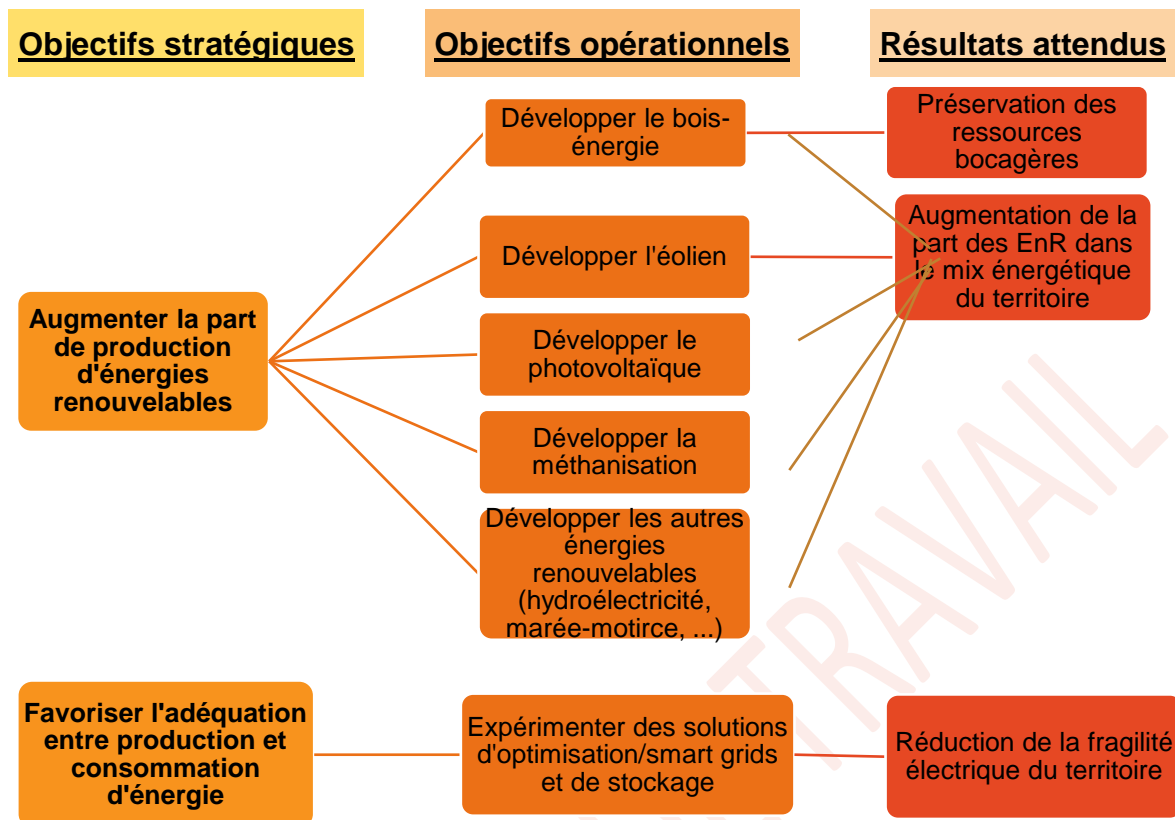 Objectifs stratégiques
Objectifs opérationnels
Résultats attendus
Développer le bois-
énergie
Préservation des
ressources
bocagères
Développer l'éolien
Augmentation de la
part des EnR dans
le mix énergétique
du territoire
Augmenter la part
de production
d'énergies
renouvelables
Développer le
photovoltaïque
Développer la
méthanisation
Développer les autres
énergies
renouvelables
(hydroélectricité,
marée-motirce, ...)
Favoriser l'adéquation
entre production et
consommation
d'énergie
Expérimenter des solutions
d'optimisation/smart grids
et de stockage
Réduction de la fragilité
électrique du territoire
TRAVAIL